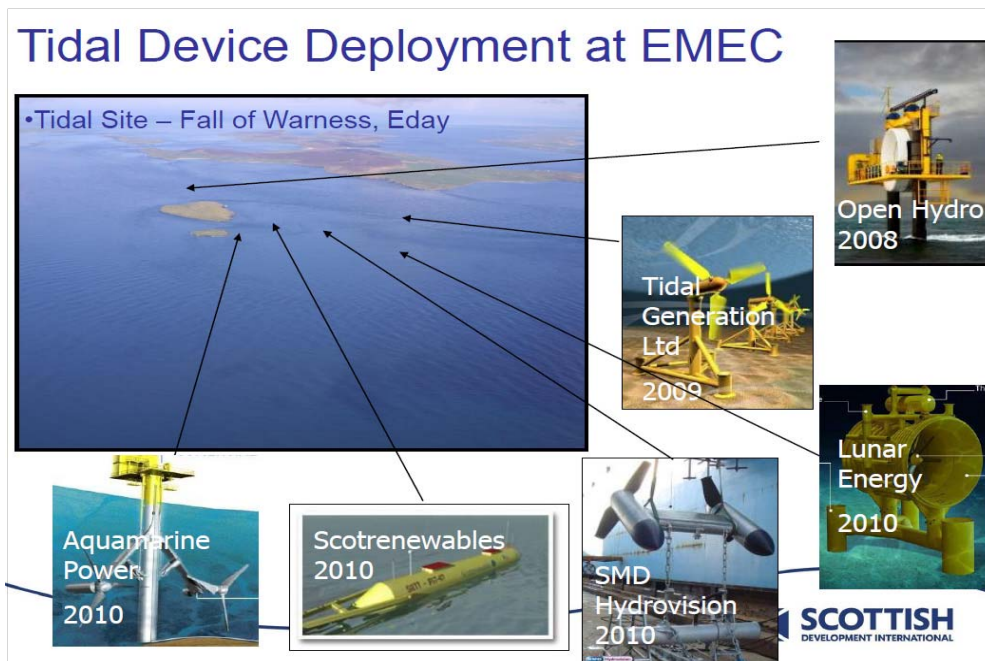 Tidal Device Deployment at EMEC
•Tidal Site – Fall of Warness, Eday
Open Hydro
2008
Tidal
Generation
Ltd
2009
Lunar
Energy
2010
Aquamarine
Power
2010
Scotrenewables
2010
SMD
Hydrovision
2010
SCOTTISH
DEVELOPMENT INTERNATIONAL